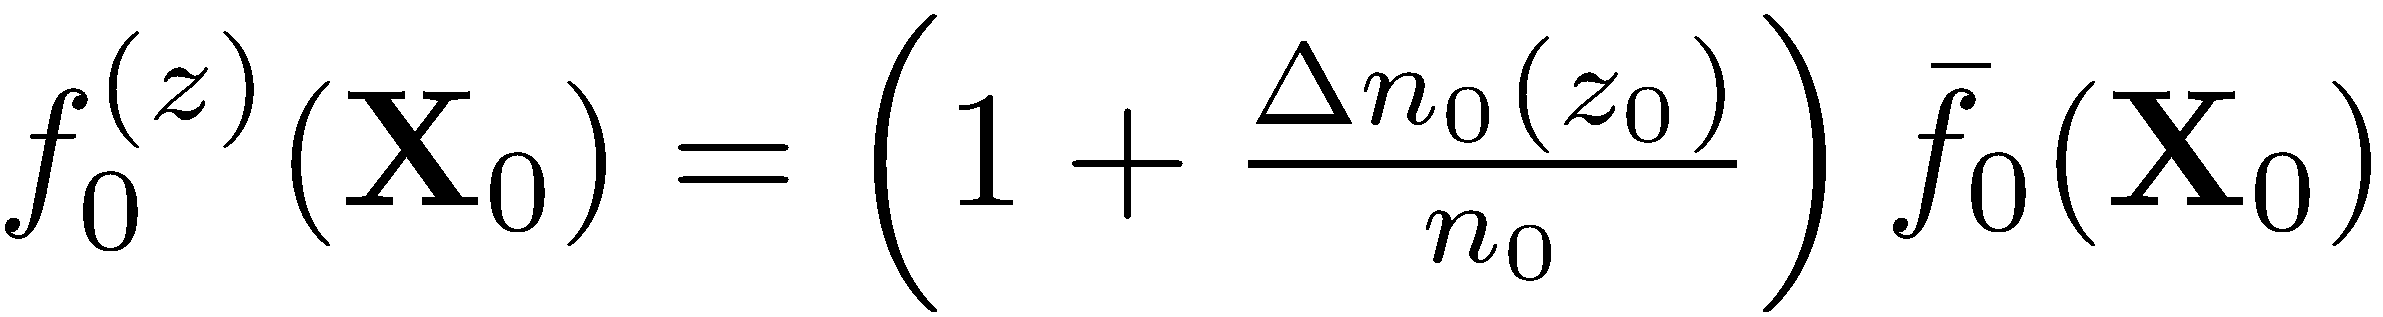 $f_0^{(z)}(\mathbf{X}_0) = \left(1 + \frac{\Delta n_0(z_0)}{n_0}\right) \bar{f}_0(\mathbf{X}_0)$